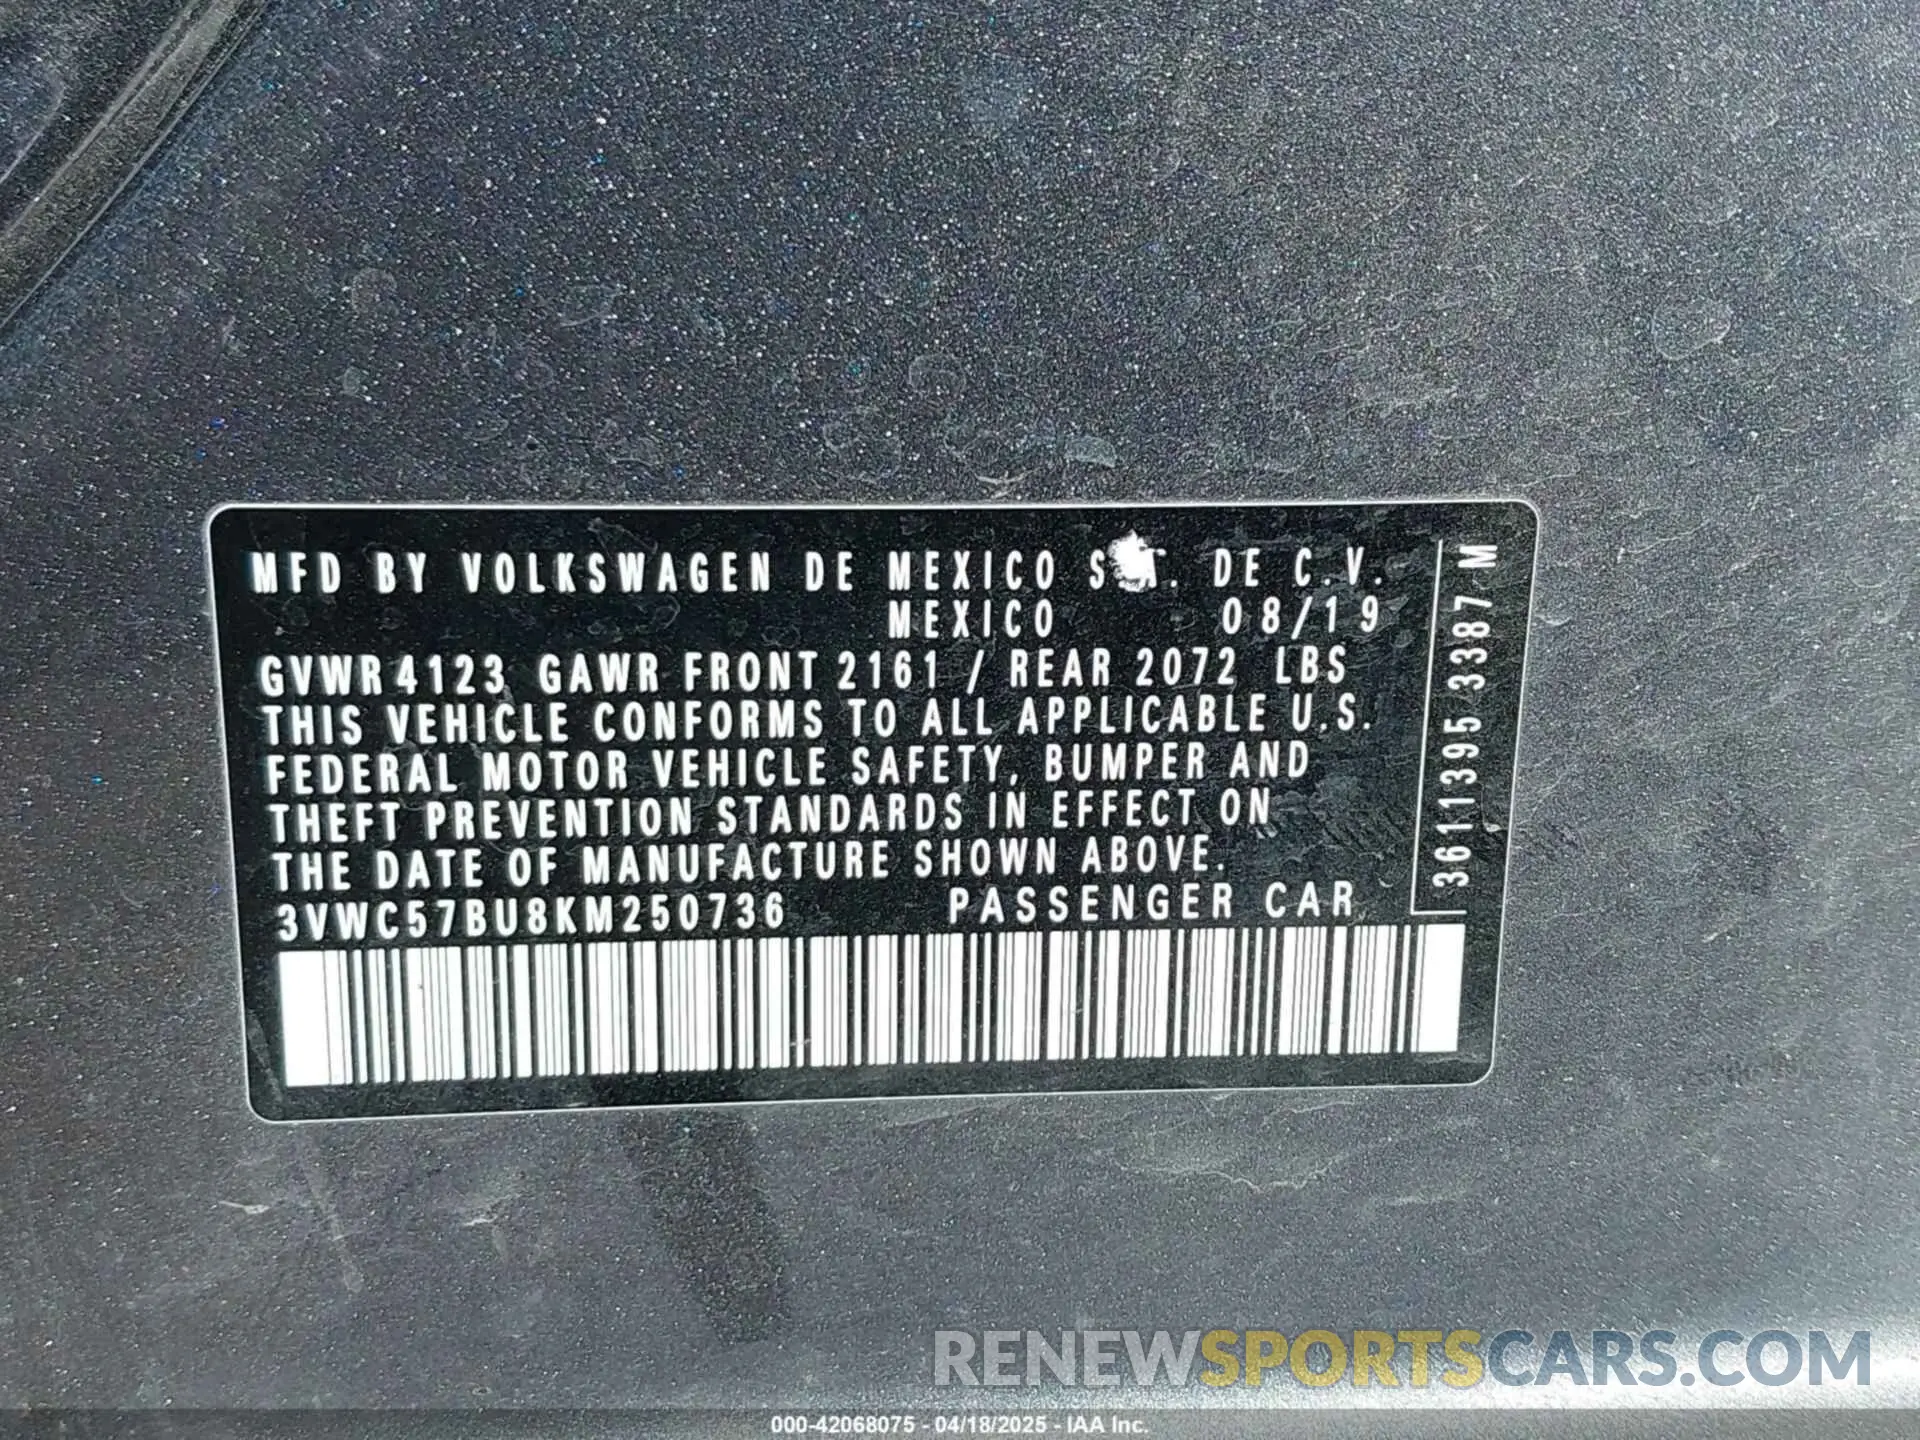 MFD BY VOLKSWAGEN DE MEXICO S.A. DE C.V.
MEXICO 08/19
GVWR 4123 GAWR FRONT 2161 / REAR 2072 LBS
THIS VEHICLE CONFORMS TO ALL APPLICABLE U.S.
FEDERAL MOTOR VEHICLE SAFETY, BUMPER AND
THEFT PREVENTION STANDARDS IN EFFECT ON
THE DATE OF MANUFACTURE SHOWN ABOVE.
3VWC57BU8KM250736 PASSENGER CAR
3611395 3387 M
RENEWSPORTSCARS.COM
000-42068075 - 04/18/2025 - IAA Inc.